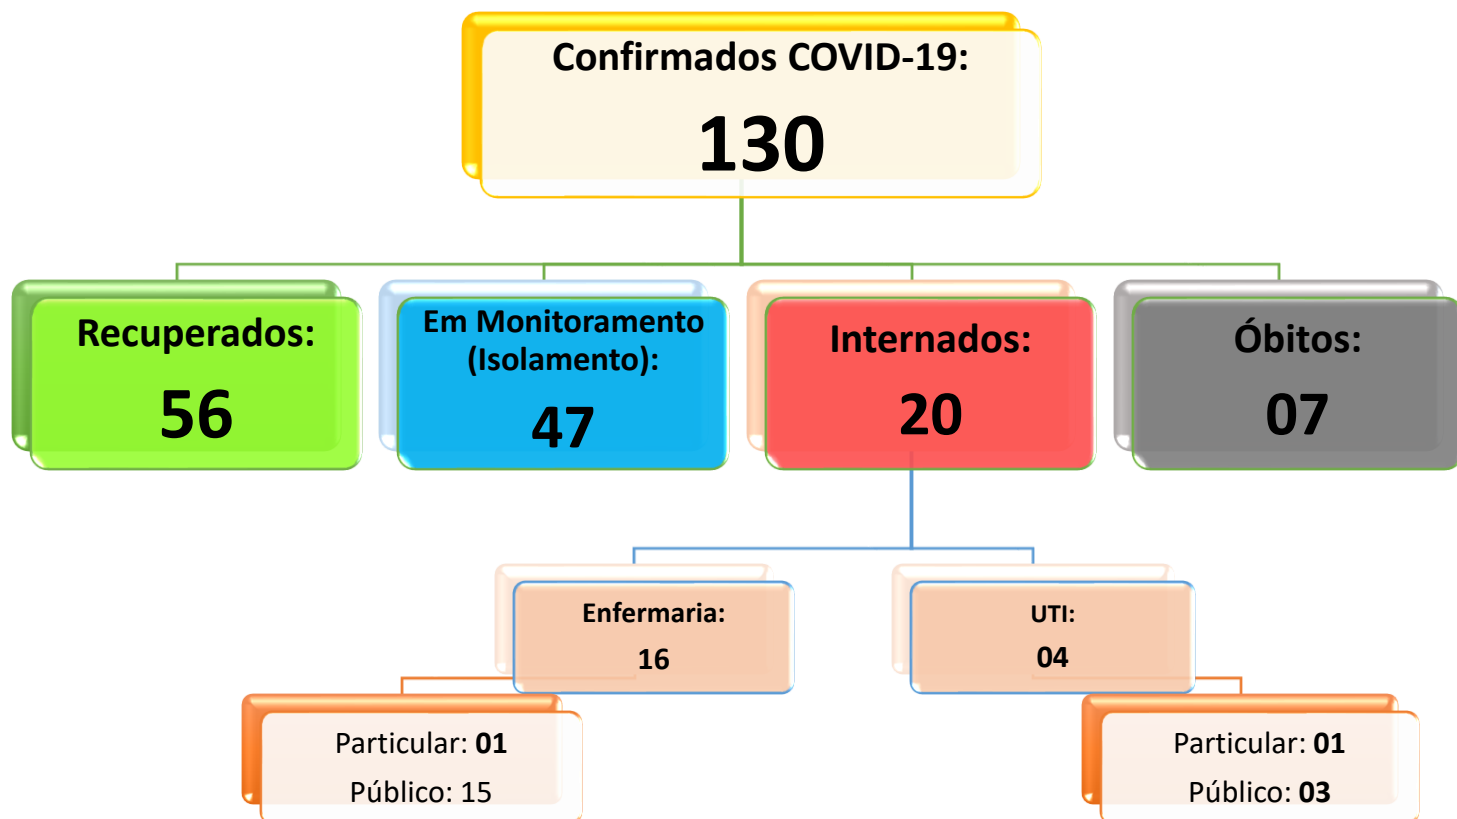 Confirmados COVID-19:
130
Recuperados:
56
Em Monitoramento
(Isolamento):
47
Internados:
20
Óbitos:
07
Enfermaria:
16
UTI:
04
Particular: 01
Público: 15
Particular: 01
Público: 03